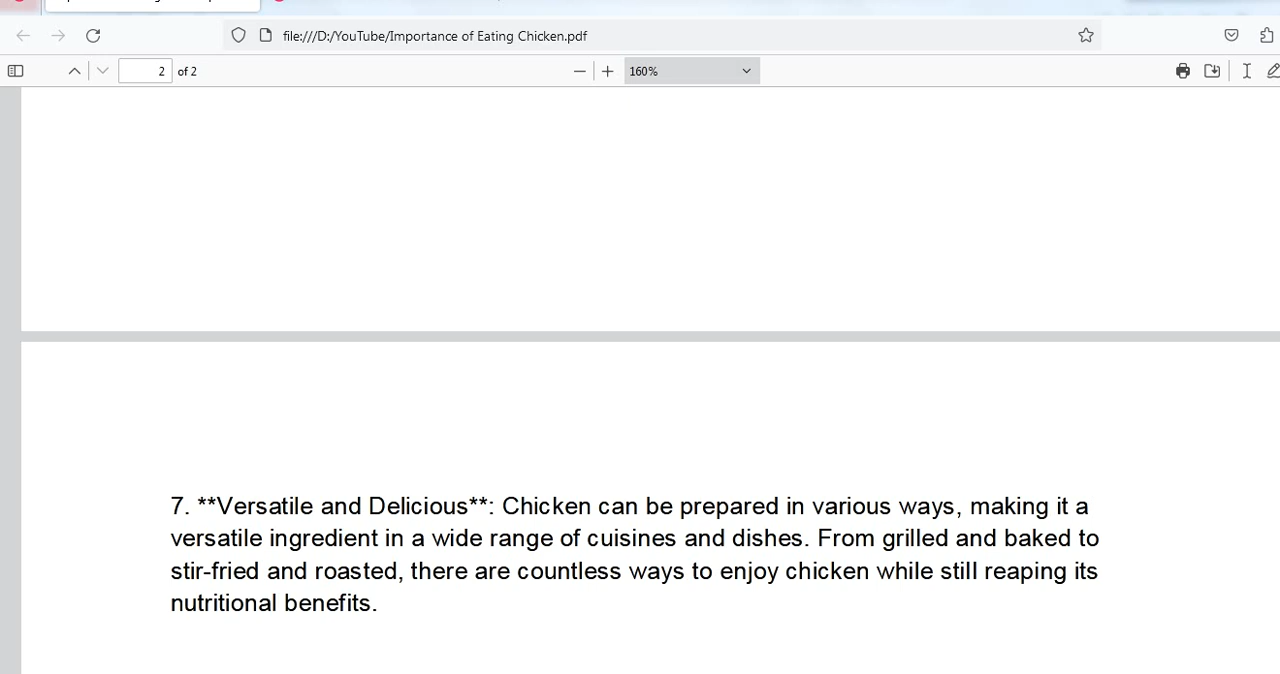 file:///D:/YouTube/Importance of Eating Chicken.pdf
2 of 2
160%
7. **Versatile and Delicious**: Chicken can be prepared in various ways, making it a
versatile ingredient in a wide range of cuisines and dishes. From grilled and baked to
stir-fried and roasted, there are countless ways to enjoy chicken while still reaping its
nutritional benefits.